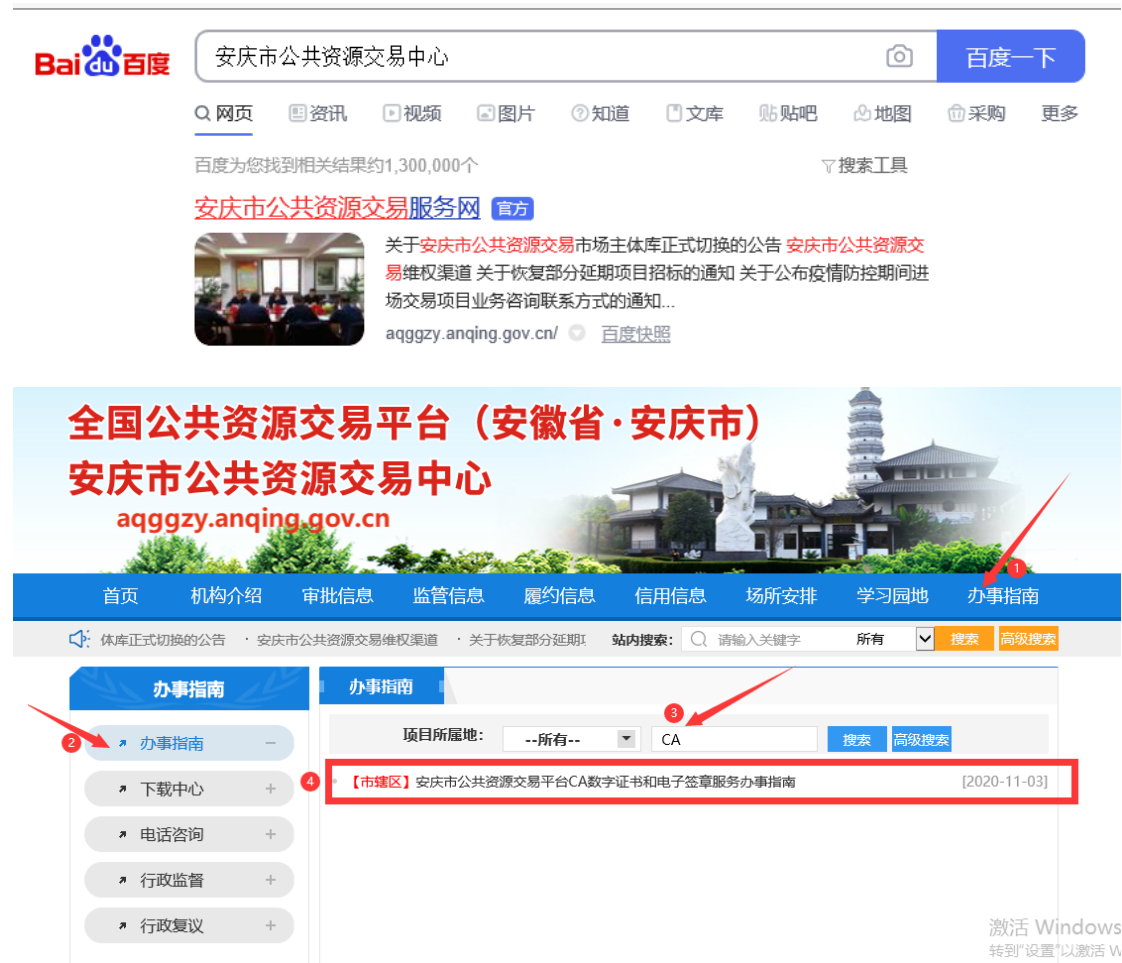 Bai du 百度 安庆市公共资源交易中心 百度一下
网页 资讯 视频 图片 知道 文库 贴吧 地图 采购 更多
百度为您找到相关结果约1,300,000个 搜索工具
安庆市公共资源交易服务网 官方
关于安庆市公共资源交易市场主体库正式切换的公告 安庆市公共资源交
易维权渠道 关于恢复部分延期项目招标的通知 关于公布疫情防控期间进
场交易项目业务咨询联系方式的通知...
aqggzy.anqing.gov.cn/ 百度快照
全国公共资源交易平台（安徽省·安庆市）
安庆市公共资源交易中心
aqggzy.anqing.gov.cn
1
首页 机构介绍 审批信息 监管信息 履约信息 信用信息 场所安排 学习园地 办事指南
体库正式切换的公告 · 安庆市公共资源交易维权渠道 · 关于恢复部分延期 站内搜索： 请输入关键字 所有 搜索 高级搜索
办事指南 办事指南
3
2 办事指南 − 项目所属地： --所有-- CA 搜索 高级搜索
4 【市辖区】安庆市公共资源交易平台CA数字证书和电子签章服务办事指南 [2020-11-03]
下载中心 +
电话咨询 +
行政监督 +
行政复议 +
激活 Windows
转到"设置"以激活 W